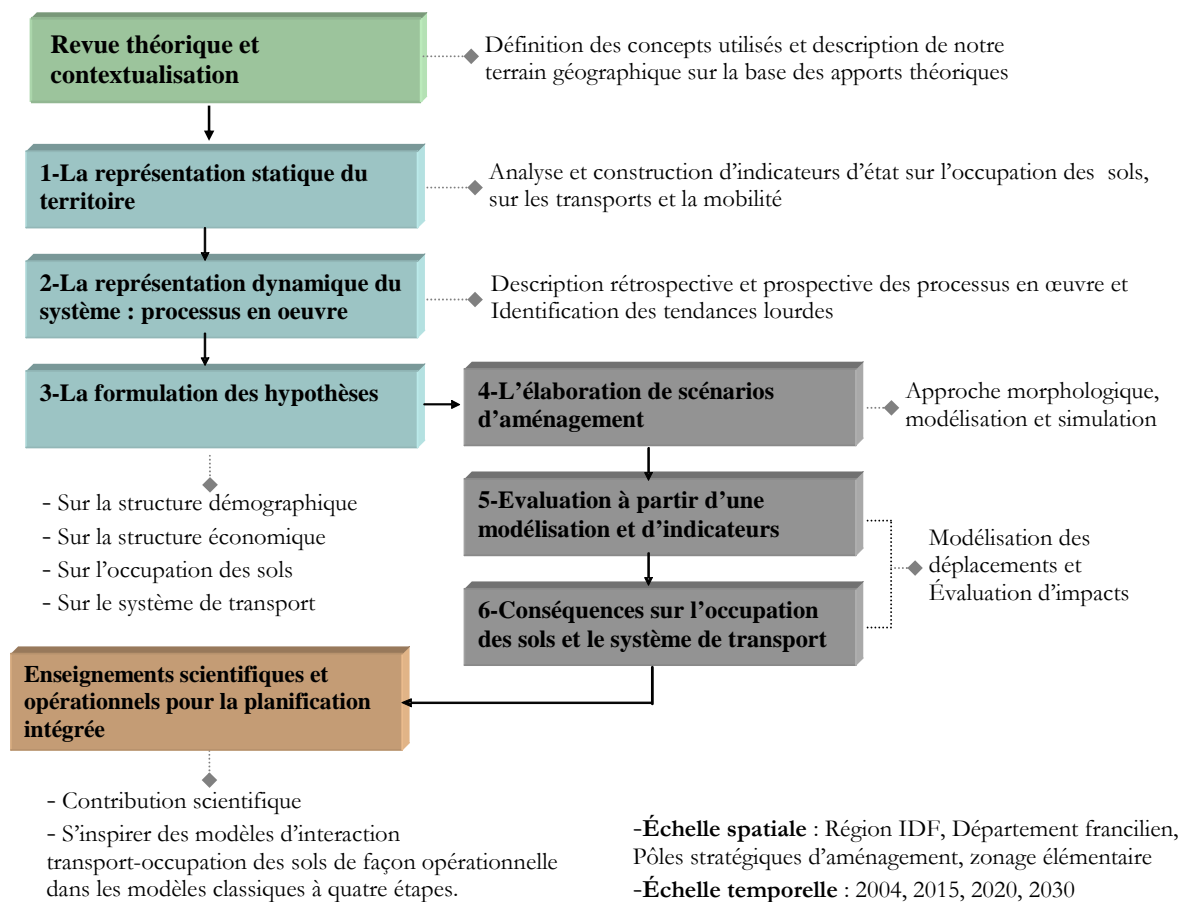 Revue théorique et
contextualisation
Définition des concepts utilisés et description de notre
terrain géographique sur la base des apports théoriques
1-La représentation statique du
territoire
Analyse et construction d’indicateurs d’état sur l’occupation des sols,
sur les transports et la mobilité
2-La représentation dynamique du
système : processus en oeuvre
Description rétrospective et prospective des processus en œuvre et
Identification des tendances lourdes
3-La formulation des hypothèses
4-L’élaboration de scénarios
d’aménagement
Approche morphologique,
modélisation et simulation
- Sur la structure démographique
- Sur la structure économique
- Sur l’occupation des sols
- Sur le système de transport
5-Evaluation à partir d’une
modélisation et d’indicateurs
Modélisation des
déplacements et
Évaluation d’impacts
6-Conséquences sur l’occupation
des sols et le système de transport
Enseignements scientifiques et
opérationnels pour la planification
intégrée
- Contribution scientifique
- S’inspirer des modèles d’interaction
transport-occupation des sols de façon opérationnelle
dans les modèles classiques à quatre étapes.
-Échelle spatiale : Région IDF, Département francilien,
Pôles stratégiques d’aménagement, zonage élémentaire
-Échelle temporelle : 2004, 2015, 2020, 2030